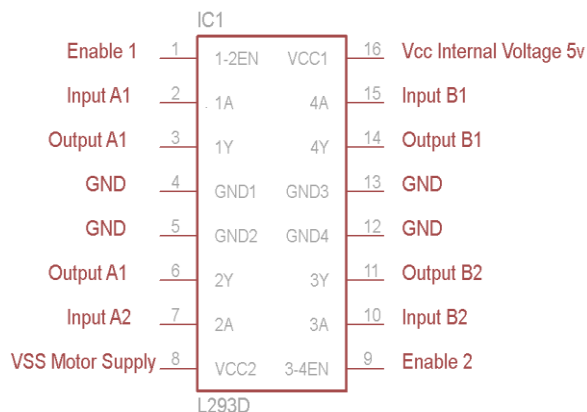 IC1
Enable 1 1 1-2EN VCC1 16 Vcc Internal Voltage 5v
Input A1 2 1A 4A 15 Input B1
Output A1 3 1Y 4Y 14 Output B1
GND 4 GND1 GND3 13 GND
GND 5 GND2 GND4 12 GND
Output A1 6 2Y 3Y 11 Output B2
Input A2 7 2A 3A 10 Input B2
VSS Motor Supply 8 VCC2 3-4EN 9 Enable 2
L293D